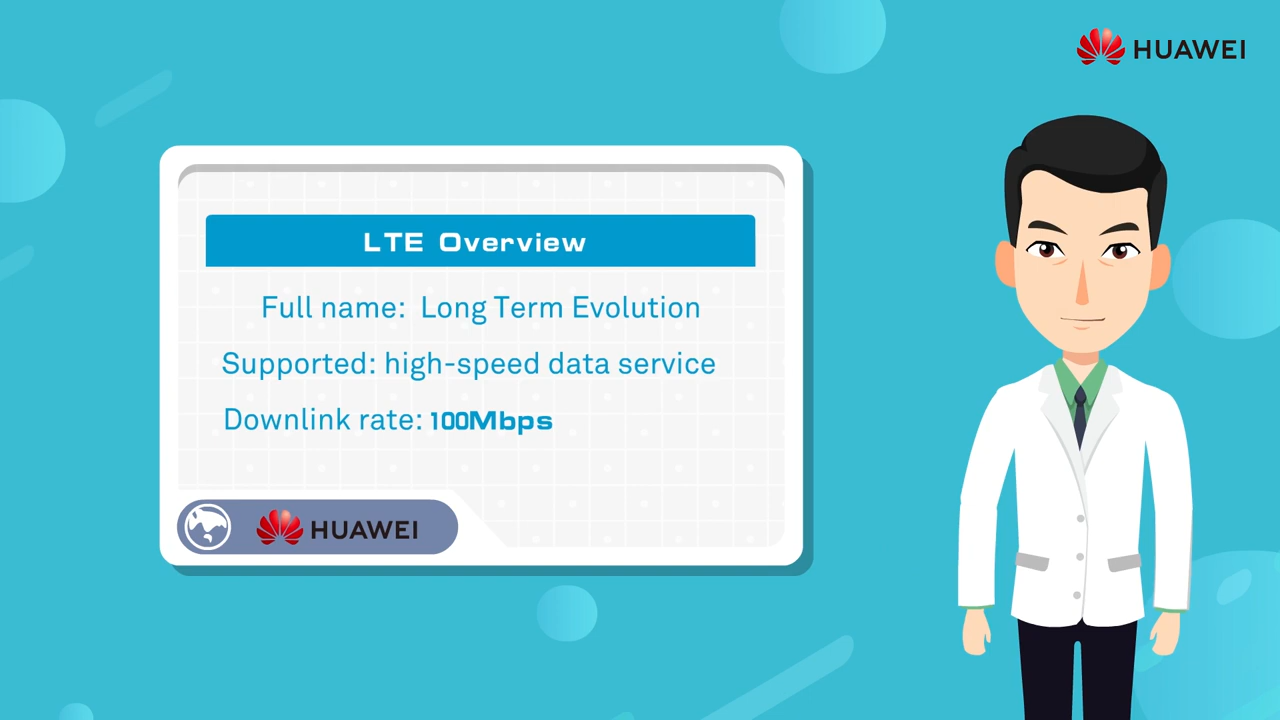 HUAWEI
LTE Overview
Full name: Long Term Evolution
Supported: high-speed data service
Downlink rate: 100Mbps
HUAWEI